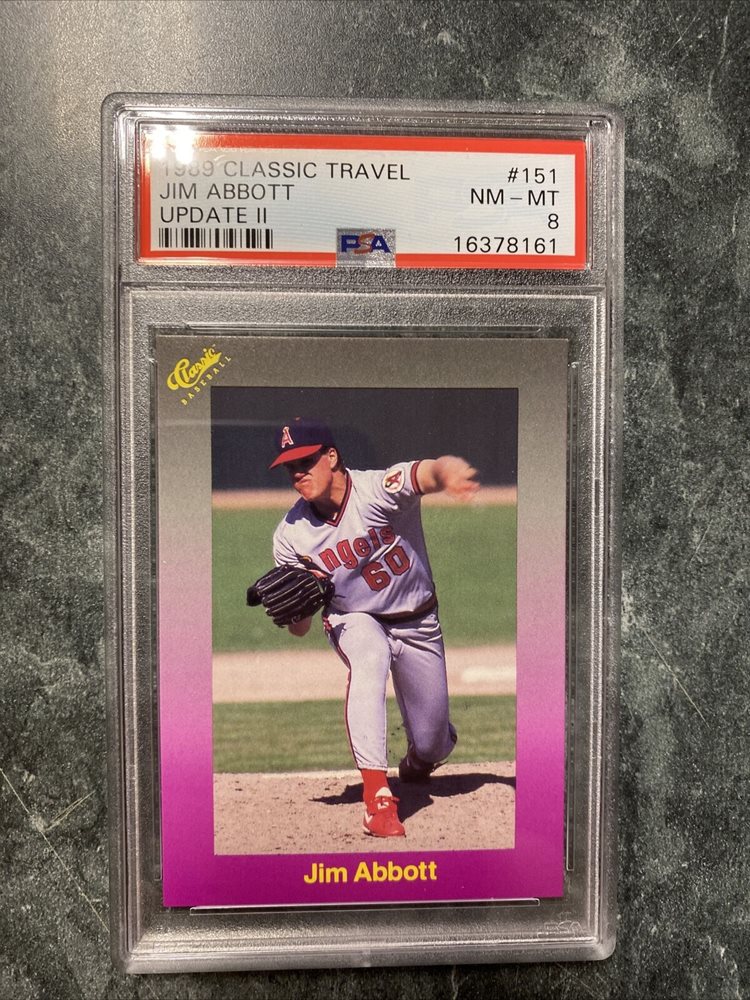 1989 CLASSIC TRAVEL #151
JIM ABBOTT NM-MT
UPDATE II 8
PSA 16378161
Classic
BASEBALL
A
Angels
60
Jim Abbott